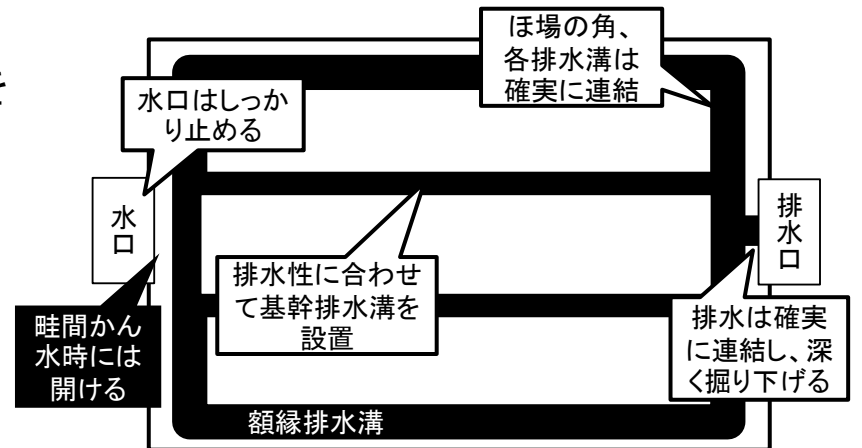 を
ほ場の角、
各排水溝は
確実に連結
水口はしっか
り止める
水
口
排
水
口
排水性に合わせ
て基幹排水溝を
設置
畦間かん
水時には
開ける
排水は確実
に連結し、深
く掘り下げる
額縁排水溝